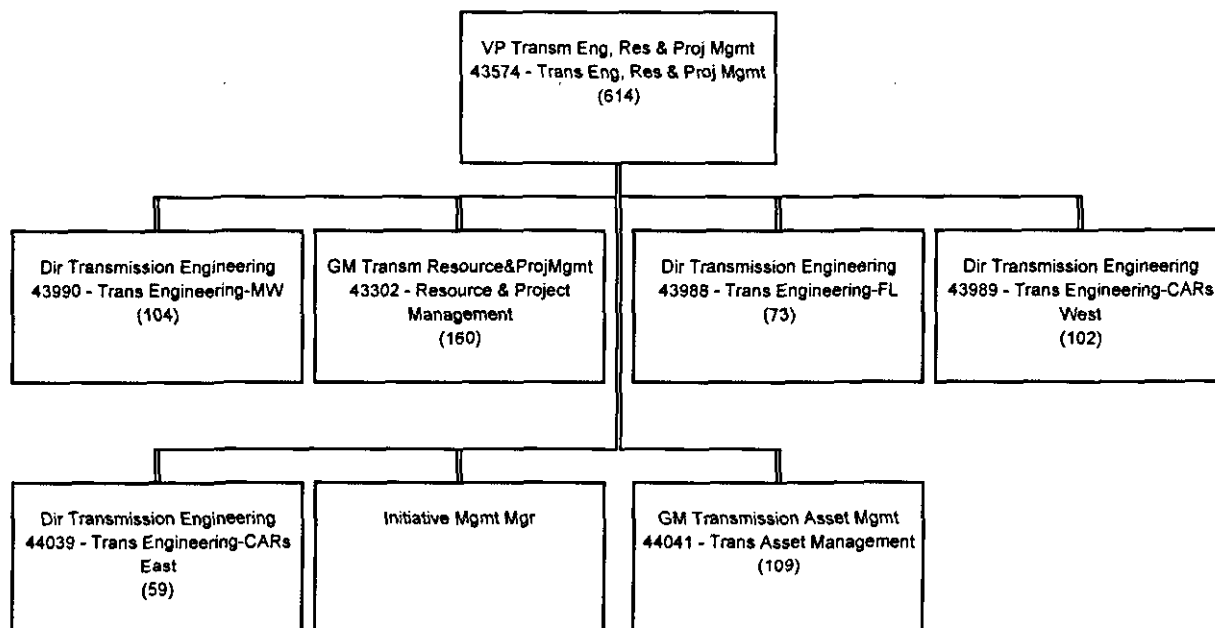 VP Transm Eng, Res & Proj Mgmt
43574 - Trans Eng, Res & Proj Mgmt
(614)
Dir Transmission Engineering
43990 - Trans Engineering-MW
(104)
GM Transm Resource&ProjMgmt
43302 - Resource & Project
Management
(160)
Dir Transmission Engineering
43988 - Trans Engineering-FL
(73)
Dir Transmission Engineering
43989 - Trans Engineering-CARs
West
(102)
Dir Transmission Engineering
44039 - Trans Engineering-CARs
East
(59)
Initiative Mgmt Mgr
GM Transmission Asset Mgmt
44041 - Trans Asset Management
(109)